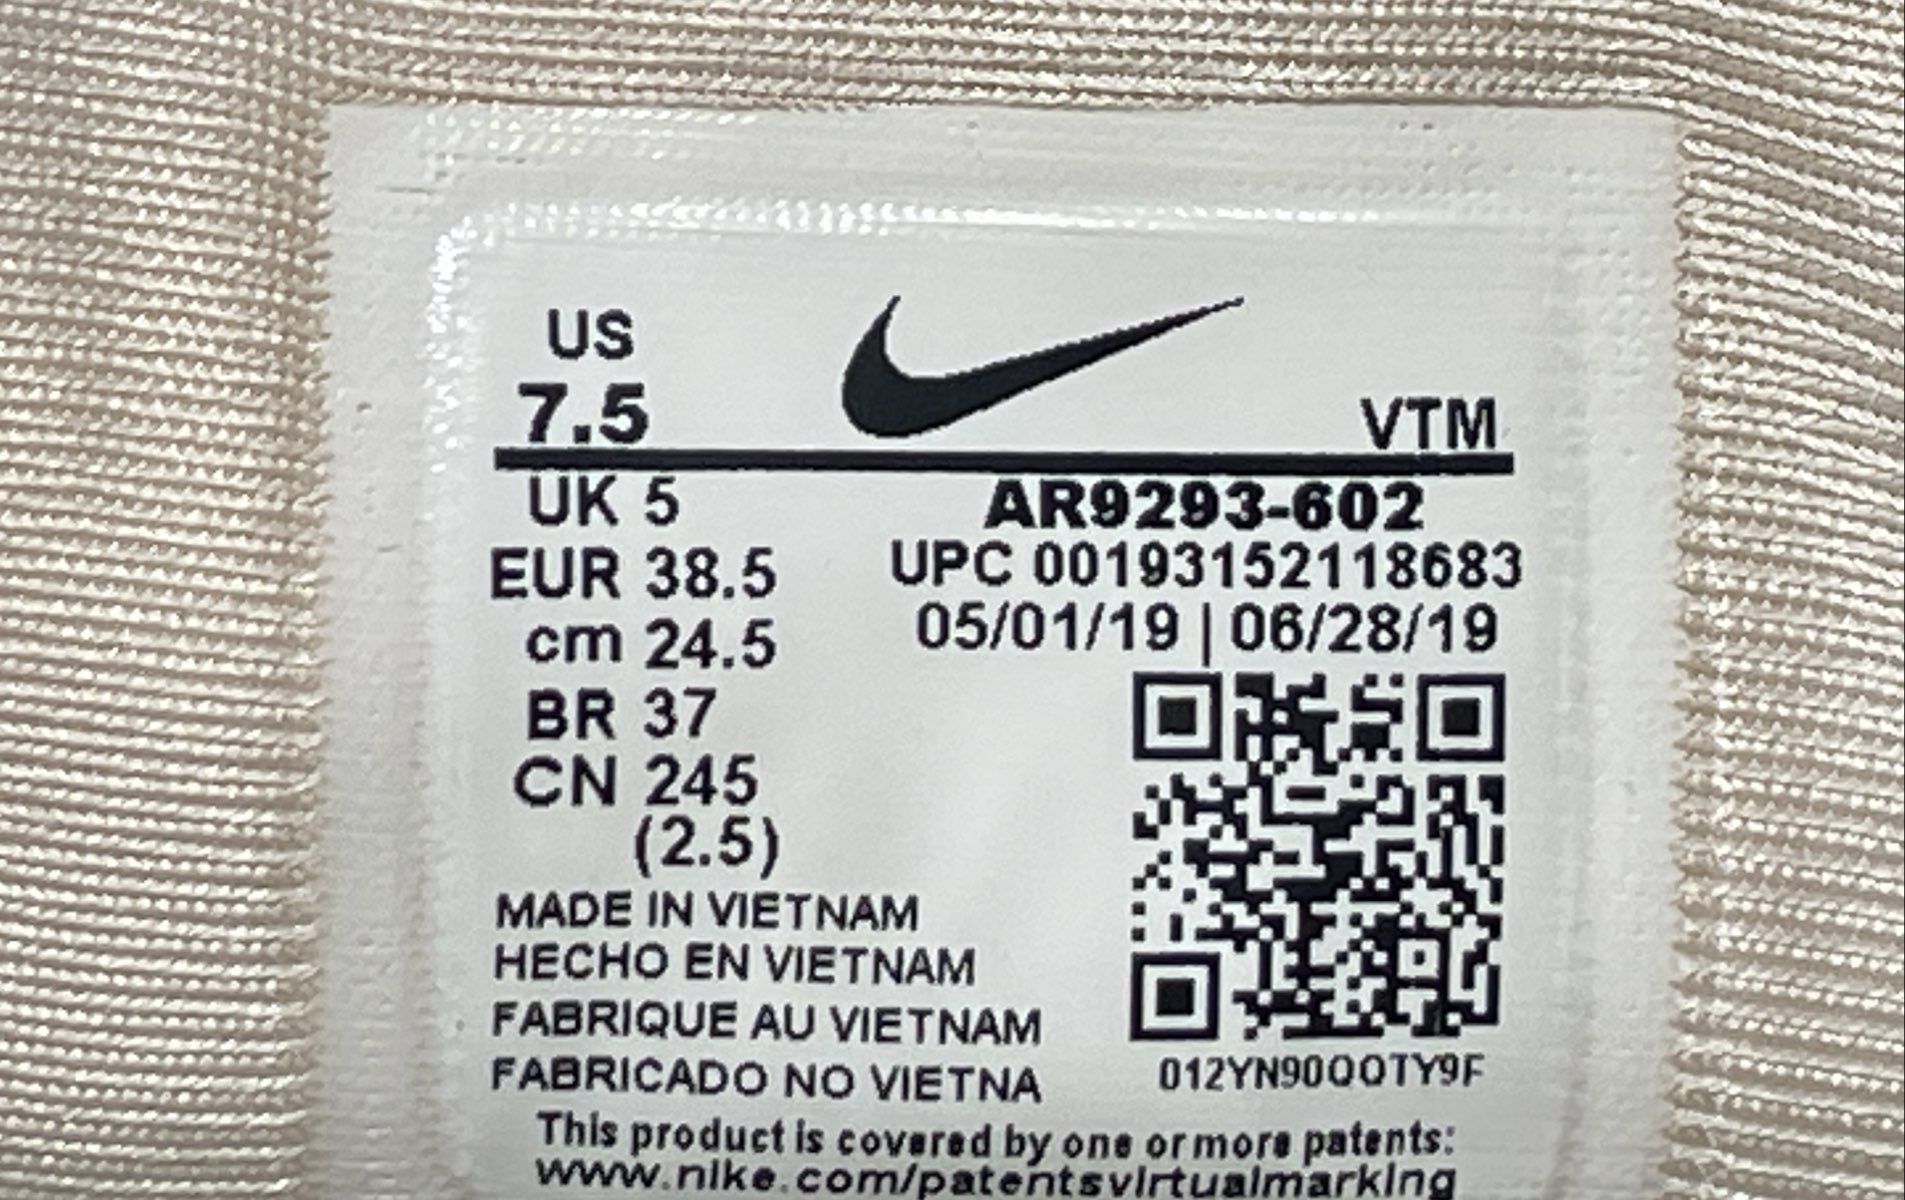 US
7.5
VTM
UK 5
AR9293-602
EUR 38.5
UPC 00193152118683
cm 24.5
05/01/19 | 06/28/19
BR 37
CN 245
(2.5)
MADE IN VIETNAM
HECHO EN VIETNAM
FABRIQUE AU VIETNAM
FABRICADO NO VIETNA
012YN90QOTY9F
This product is covered by one or more patents:
www.nike.com/patentsvirtualmarking